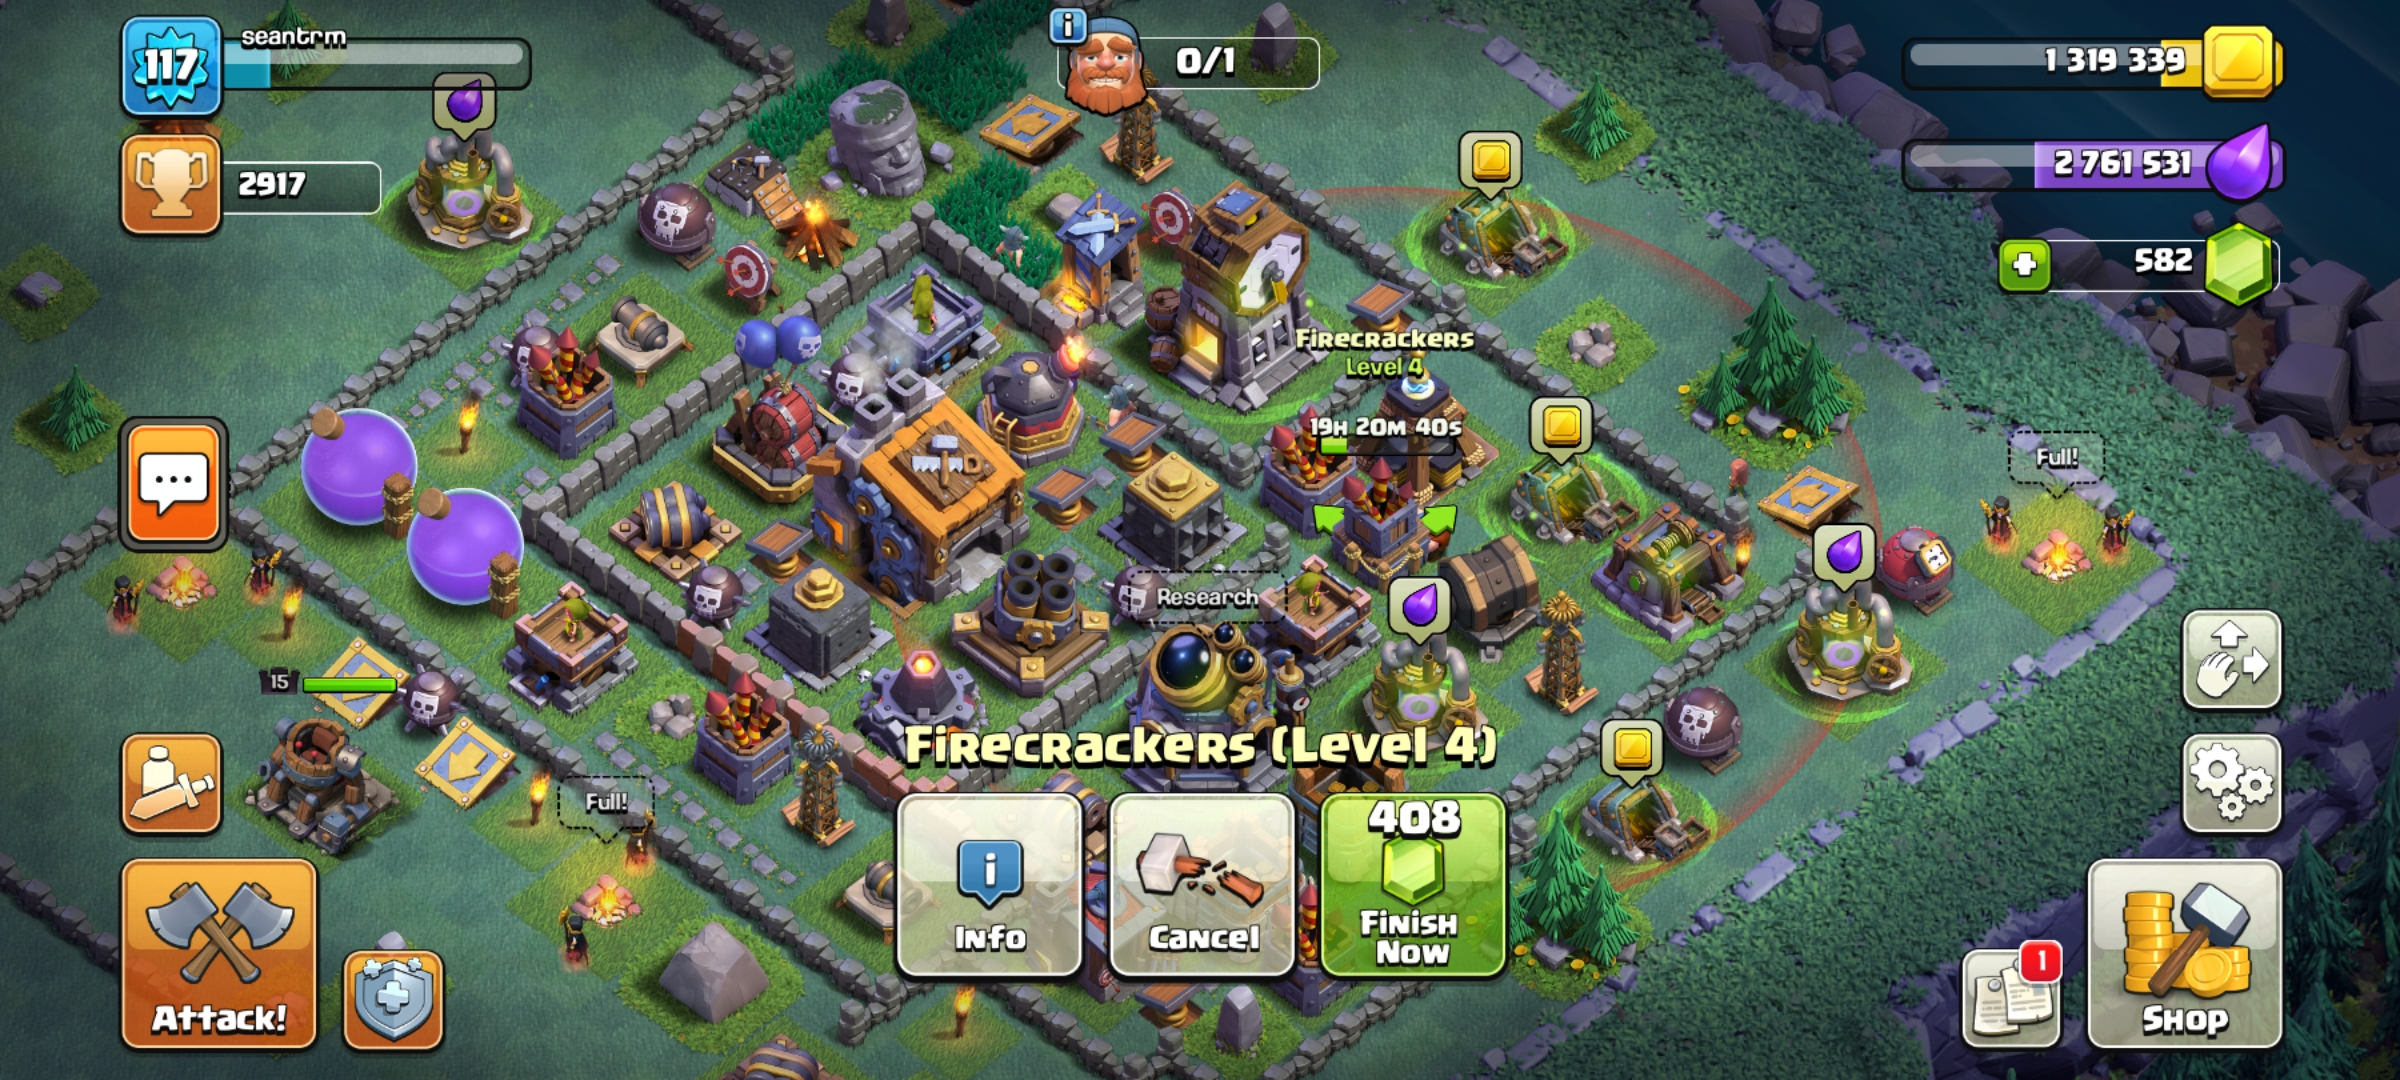 117
seantrm
0/1
1 319 339
2917
2 761 531
582
Firecrackers
Level 4
19H 20M 40S
Full!
Research
15
Firecrackers (Level 4)
Full!
408
Info
Cancel
Finish
Now
Attack!
1
Shop